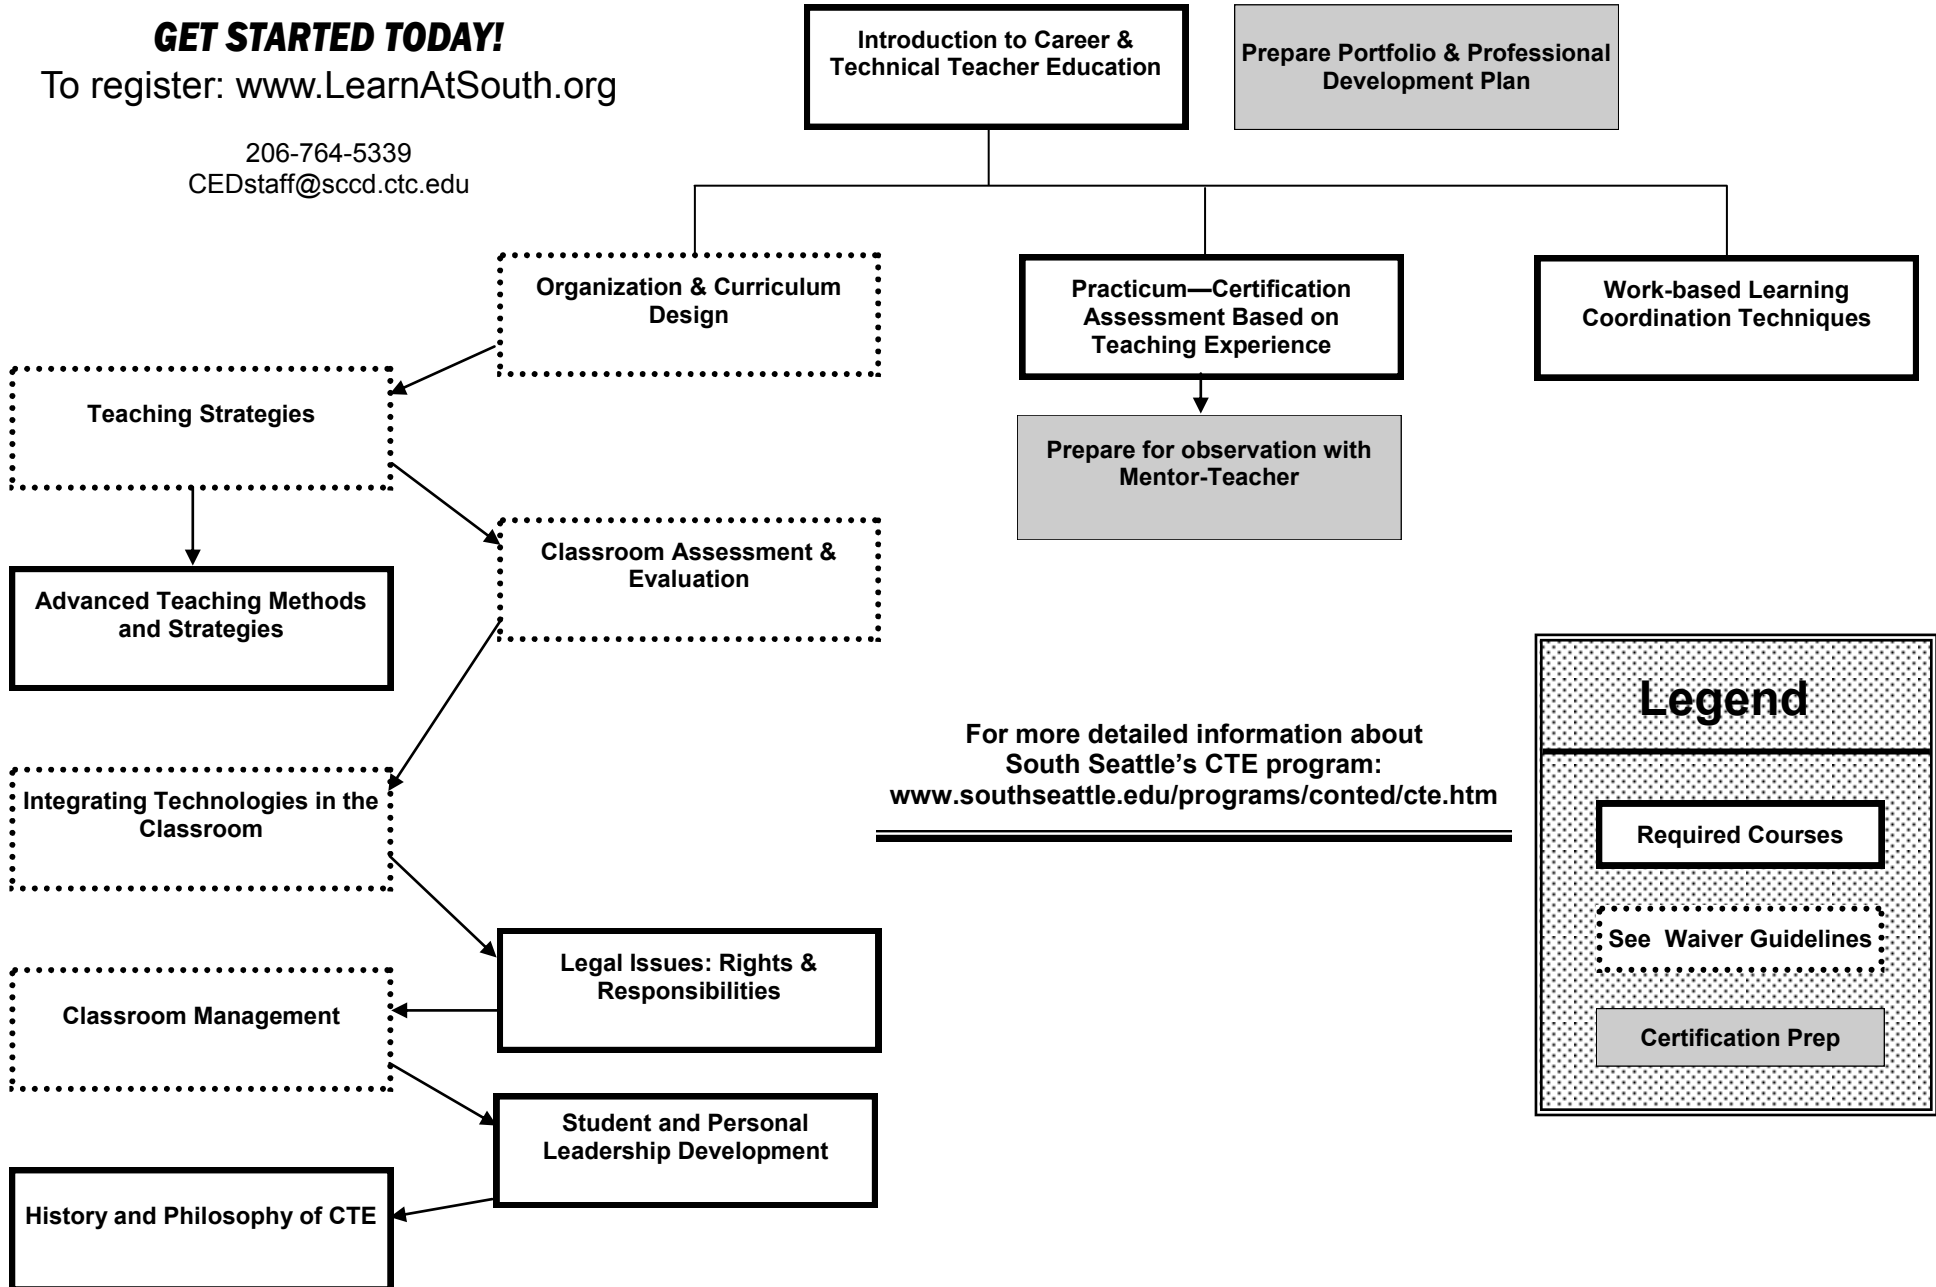 GET STARTED TODAY!
To register: www.LearnAtSouth.org
206-764-5339
CEDstaff@sccd.ctc.edu
Introduction to Career &
Technical Teacher Education
Prepare Portfolio & Professional
Development Plan
Organization & Curriculum
Design
Practicum—Certification
Assessment Based on
Teaching Experience
Work-based Learning
Coordination Techniques
Teaching Strategies
Prepare for observation with
Mentor-Teacher
Classroom Assessment &
Evaluation
Advanced Teaching Methods
and Strategies
For more detailed information about
South Seattle’s CTE program:
www.southseattle.edu/programs/conted/cte.htm
Integrating Technologies in the
Classroom
Legal Issues: Rights &
Responsibilities
Classroom Management
Student and Personal
Leadership Development
History and Philosophy of CTE
Legend
Required Courses
See  Waiver Guidelines
Certification Prep